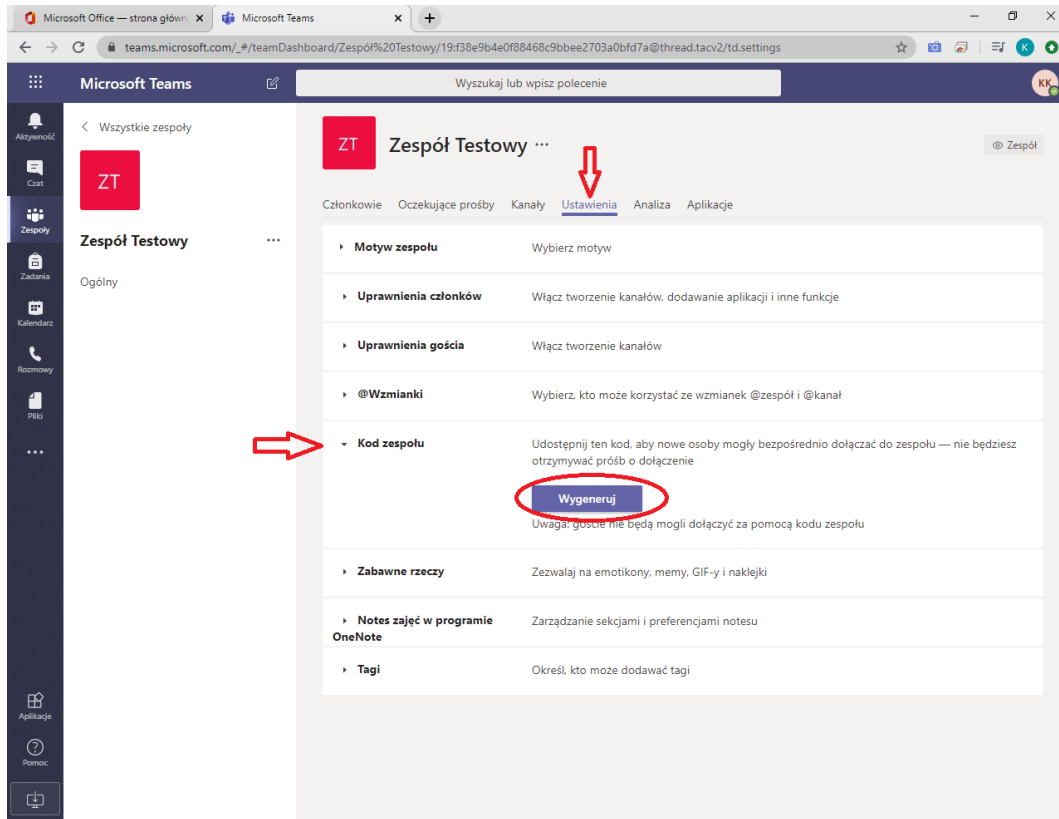 Microsoft Office — strona główn
Microsoft Teams
teams.microsoft.com/_#/teamDashboard/Zespół%20Testowy/19:f38e9b4e0f88468c9bbee2703a0bfd7a@thread.tacv2/td.settings
K
Microsoft Teams
Wyszukaj lub wpisz polecenie
KK
Aktywność
Czat
Zespoły
Zadania
Kalendarz
Rozmowy
Pliki
Aplikacje
Pomoc
Wszystkie zespoły
ZT
Zespół Testowy
Ogólny
ZT
Zespół Testowy
Zespół
Członkowie Oczekujące prośby Kanały Ustawienia Analiza Aplikacje
Motyw zespołu Wybierz motyw
Uprawnienia członków Włącz tworzenie kanałów, dodawanie aplikacji i inne funkcje
Uprawnienia gościa Włącz tworzenie kanałów
@Wzmianki Wybierz, kto może korzystać ze wzmianek @zespół i @kanał
Kod zespołu Udostępnij ten kod, aby nowe osoby mogły bezpośrednio dołączać do zespołu — nie będziesz
otrzymywać próśb o dołączenie
Wygeneruj
Uwaga: goście nie będą mogli dołączyć za pomocą kodu zespołu
Zabawne rzeczy Zezwalaj na emotikony, memy, GIF-y i naklejki
Notes zajęć w programie Zarządzanie sekcjami i preferencjami notesu
OneNote
Tagi Określ, kto może dodawać tagi